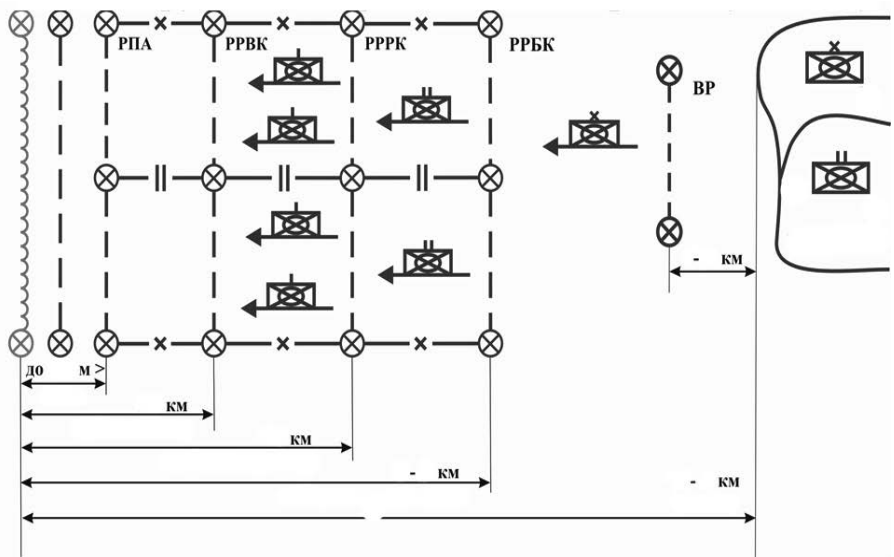 РПА
РРВК
РРРК
РРБК
ВР
- км
до м >
км
км
- км
- км